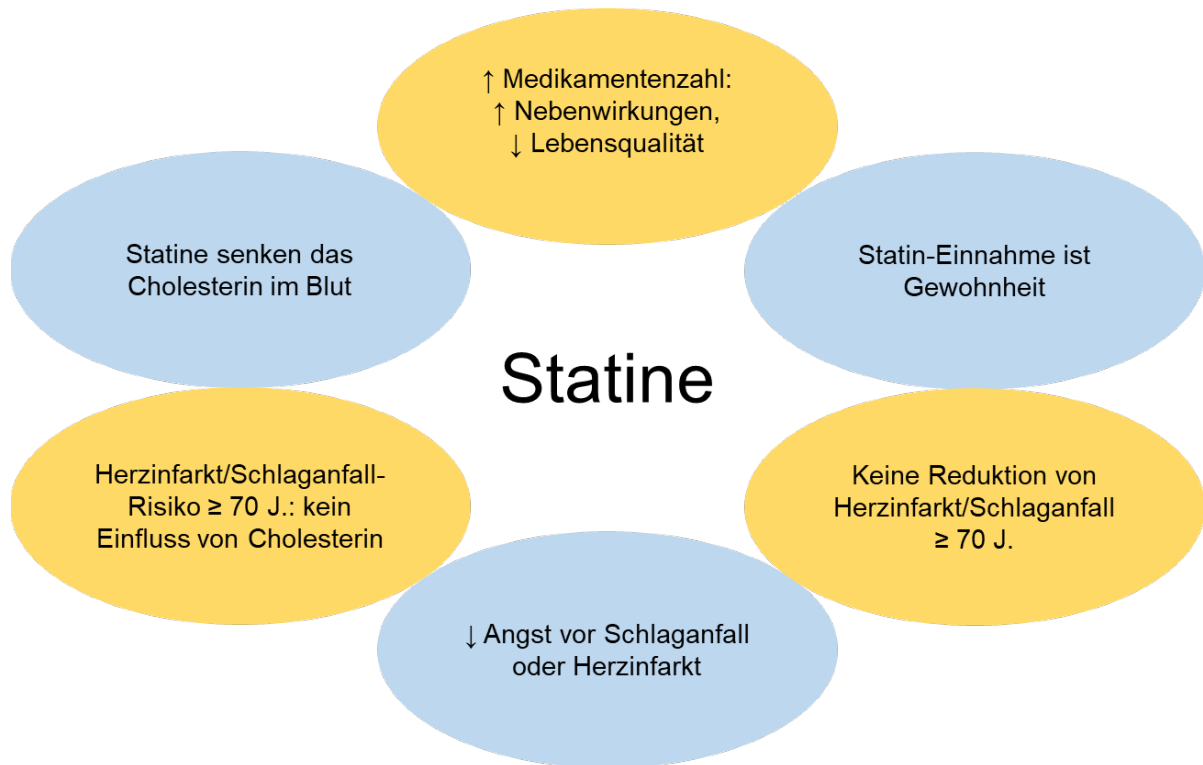 ↑ Medikamentenzahl:
↑ Nebenwirkungen,
↓ Lebensqualität
Statine senken das
Cholesterin im Blut
Statin-Einnahme ist
Gewohnheit
Statine
Herzinfarkt/Schlaganfall-
Risiko ≥ 70 J.: kein
Einfluss von Cholesterin
Keine Reduktion von
Herzinfarkt/Schlaganfall
≥ 70 J.
↓ Angst vor Schlaganfall
oder Herzinfarkt